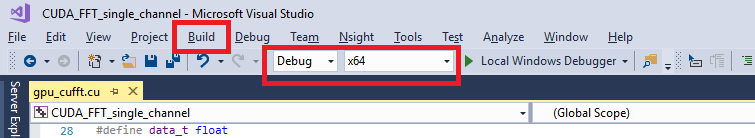 CUDA_FFT_single_channel - Microsoft Visual Studio
File Edit View Project Build Debug Team Nsight Tools Test Analyze Window Help
Debug x64 Local Windows Debugger
Server Expl
gpu_cufft.cu
CUDA_FFT_single_channel (Global Scope)
28 #define data_t float